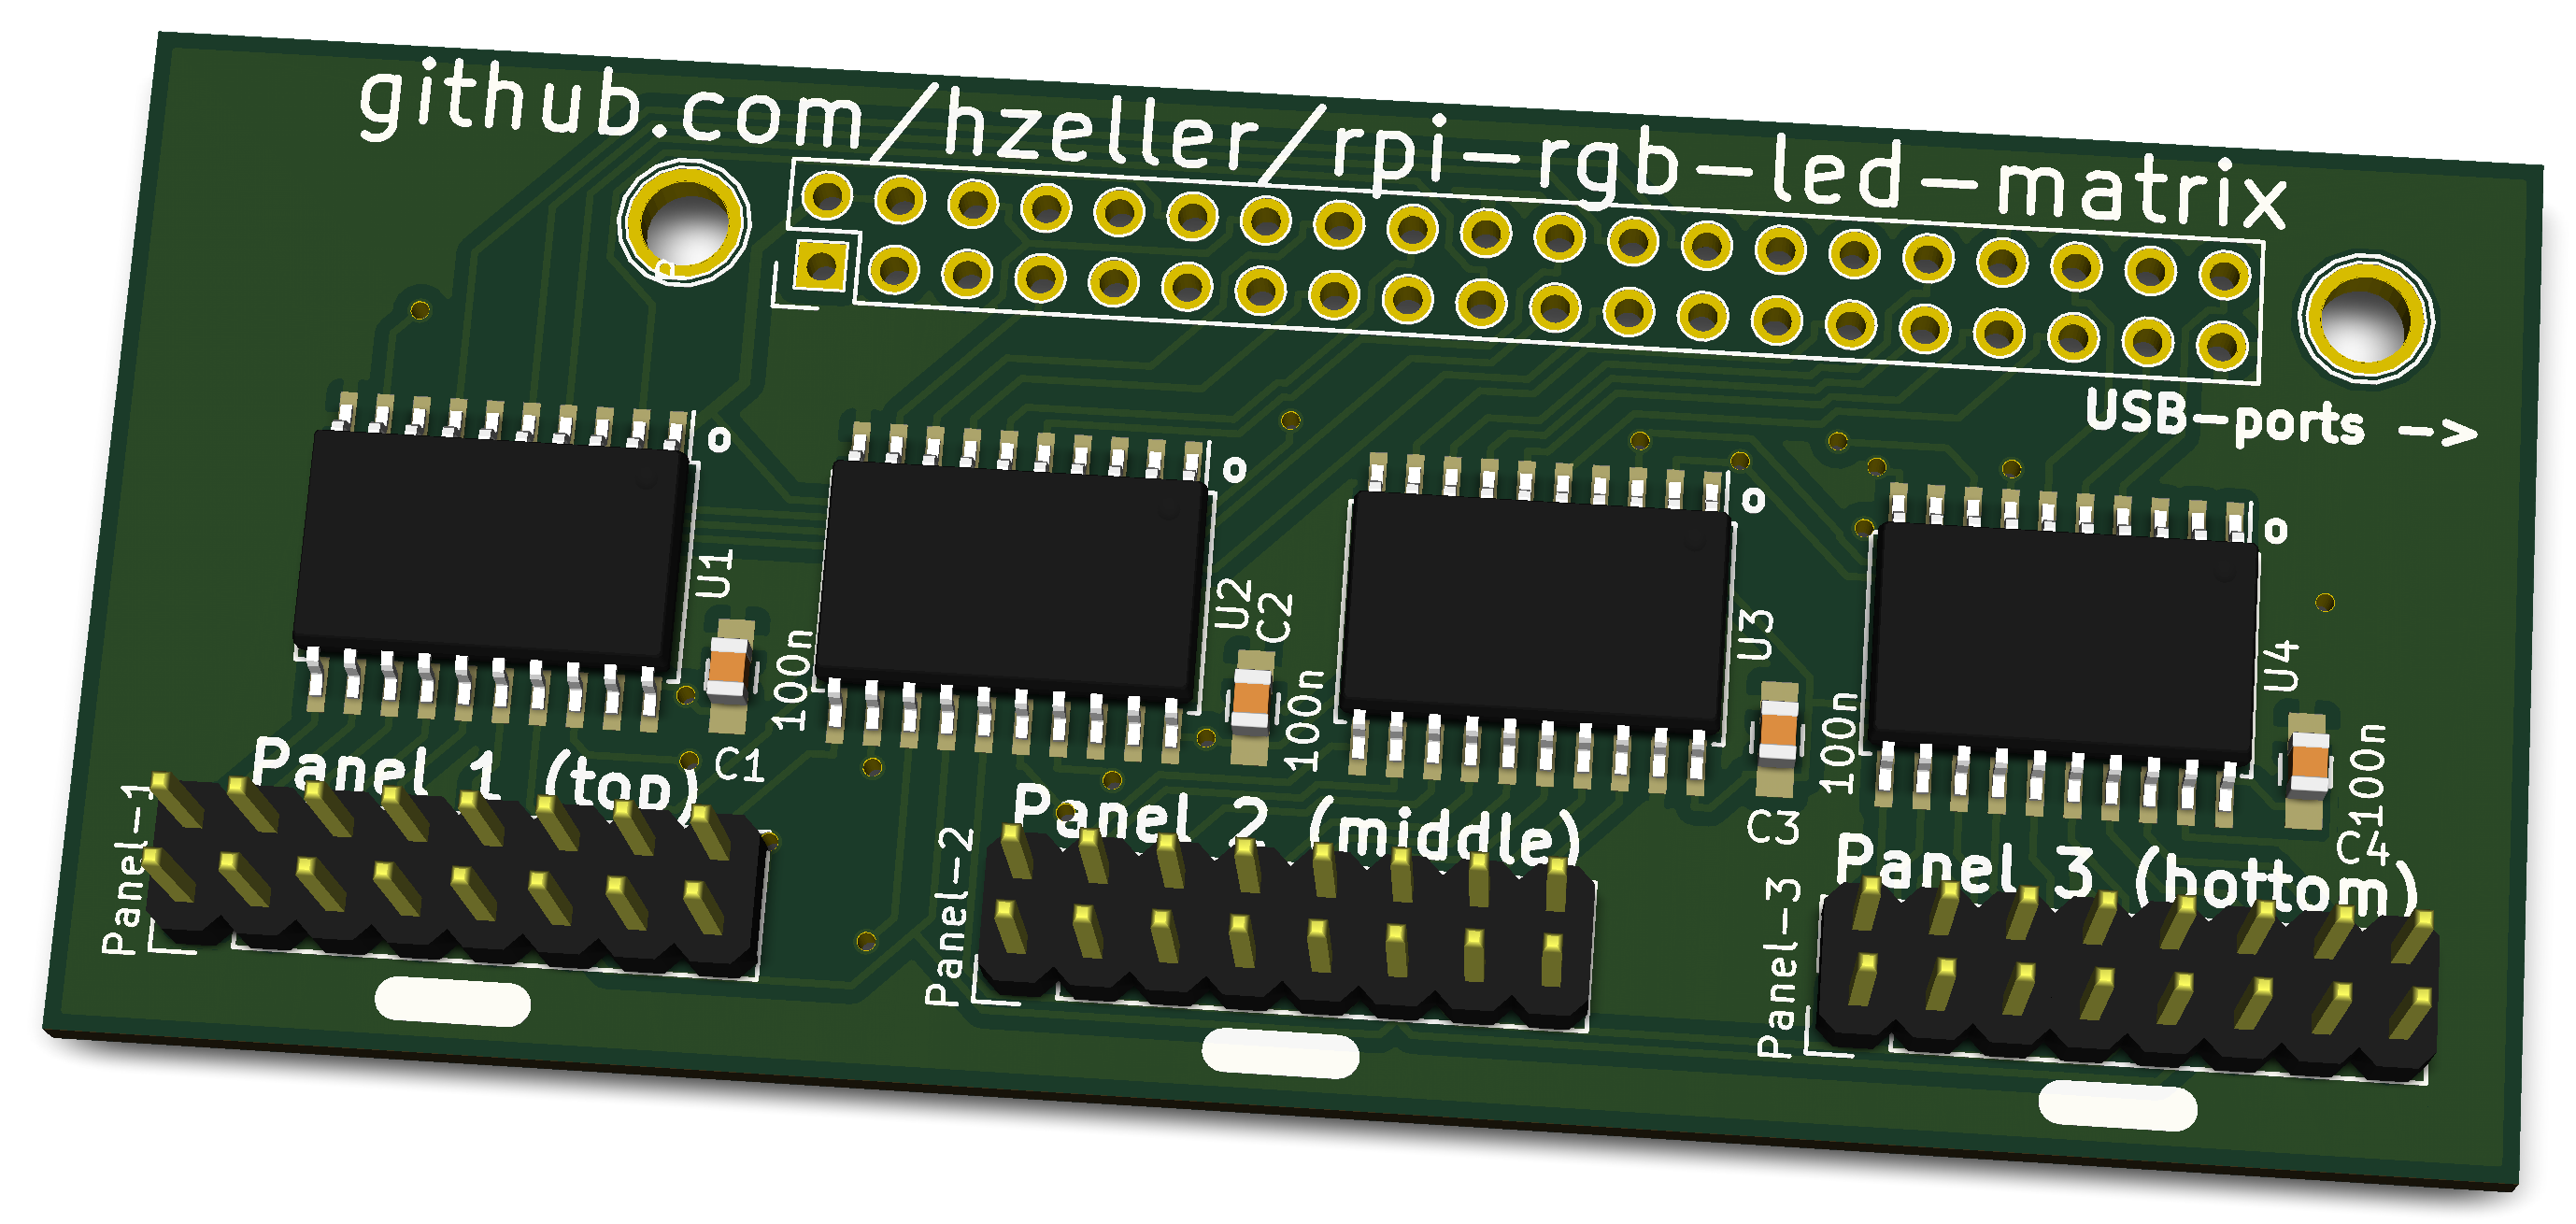 github.com/hzeller/rpi-rgb-led-matrix
P
USB-ports ->
o
o
o
o
U1
U2
C2
U3
U4
100n
100n
100n
100n
C1
C3
C4
Panel 1 (top)
Panel 2 (middle)
Panel 3 (bottom)
Panel-1
Panel-2
Panel-3